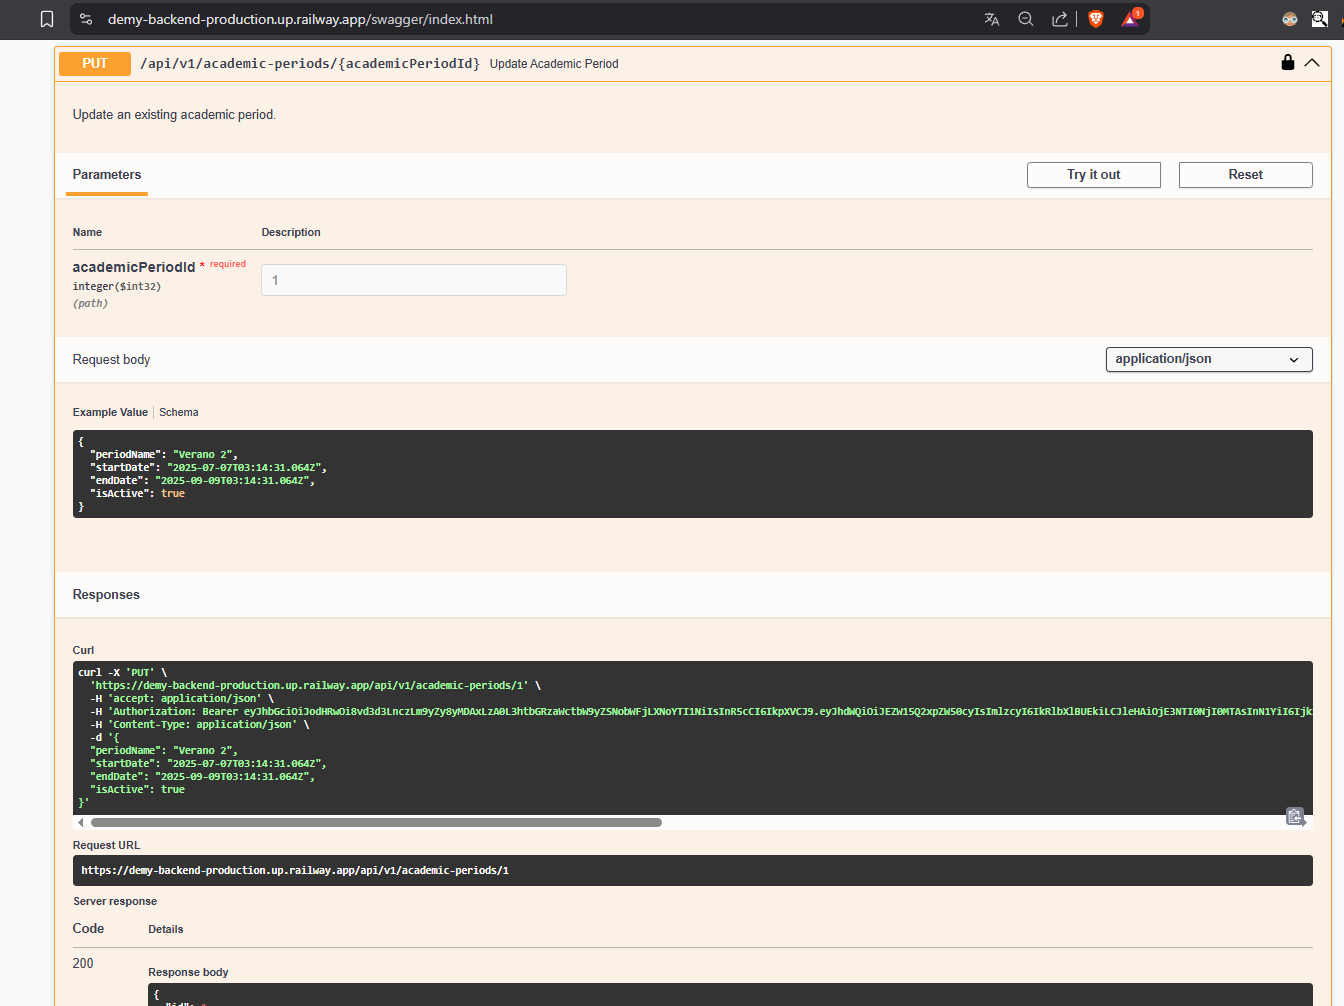 demy-backend-production.up.railway.app/swagger/index.html
1
PUT /api/v1/academic-periods/{academicPeriodId} Update Academic Period
Update an existing academic period.
Parameters
Try it out
Reset
Name Description
academicPeriodId * required
integer($int32)
(path)
1
Request body
application/json
Example Value Schema
{
"periodName": "Verano 2",
"startDate": "2025-07-07T03:14:31.064Z",
"endDate": "2025-09-09T03:14:31.064Z",
"isActive": true
}
Responses
Curl
curl -X 'PUT' \
'https://demy-backend-production.up.railway.app/api/v1/academic-periods/1' \
-H 'accept: application/json' \
-H 'Authorization: Bearer
-H 'Content-Type: application/json' \
-d '{
"periodName": "Verano 2",
"startDate": "2025-07-07T03:14:31.064Z",
"endDate": "2025-09-09T03:14:31.064Z",
"isActive": true
}'
Request URL
https://demy-backend-production.up.railway.app/api/v1/academic-periods/1
Server response
Code Details
200
Response body
{